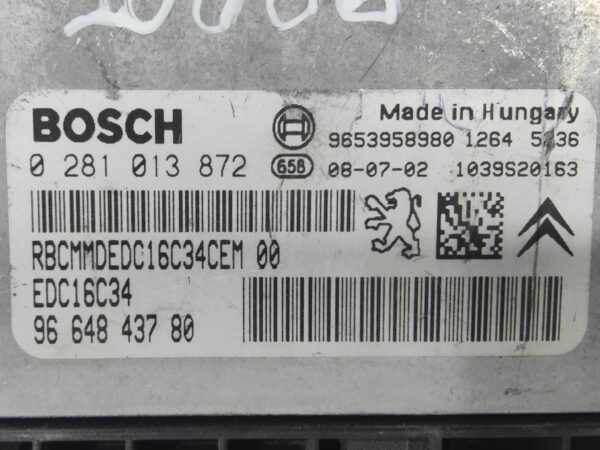 BOSCH
Made in Hungary
9653958980 1264
0 281 013 872
658
08-07-02 1039S20163
RBCMMDEDC16C34CEM 00
EDC16C34
96 648 437 80